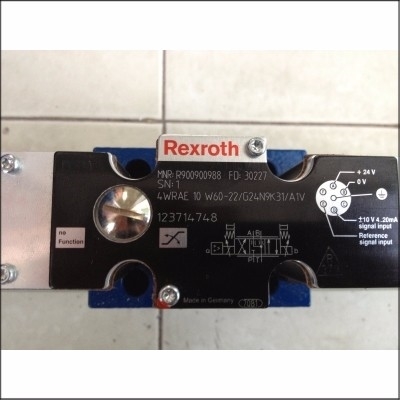 Rexroth
MNR: R900900988 FD: 30227
SN: 1
4WRAE 10 W60-22/G24N9K31/A1V
123714748
no
Function
A B
P T
a
b
+ 24 V
0 V
±10 V 4..20mA
signal input
Reference
signal input
Made in Germany
7081